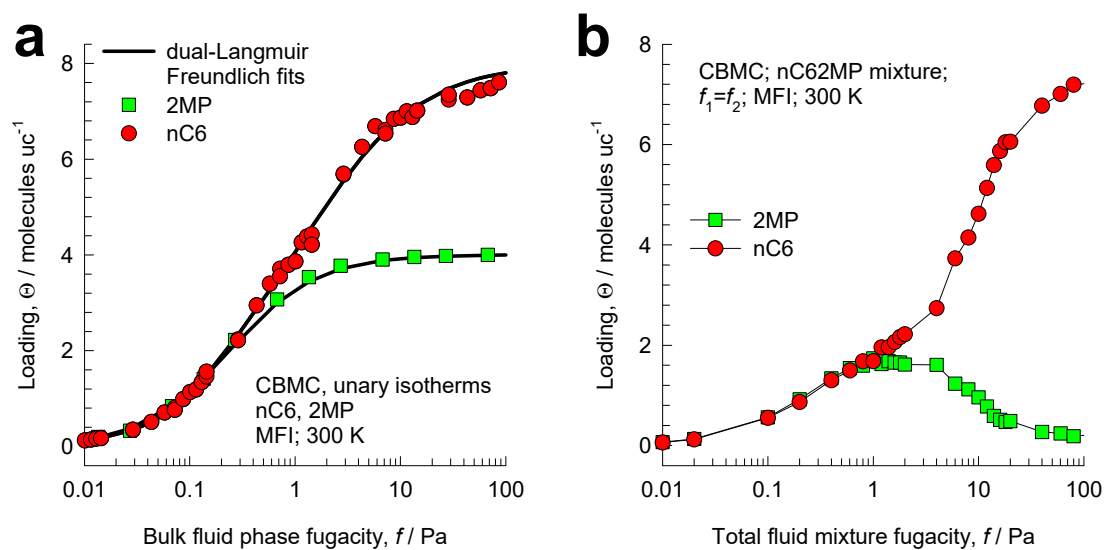 a
dual-Langmuir
Freundlich fits
2MP
nC6
CBMC, unary isotherms
nC6, 2MP
MFI; 300 K
8
6
4
2
0
0.01 0.1 1 10 100
Loading, Θ / molecules uc⁻¹
Bulk fluid phase fugacity, f / Pa
b
CBMC; nC62MP mixture;
f₁=f₂; MFI; 300 K
2MP
nC6
8
6
4
2
0
0.01 0.1 1 10 100
Loading, Θ / molecules uc⁻¹
Total fluid mixture fugacity, f / Pa